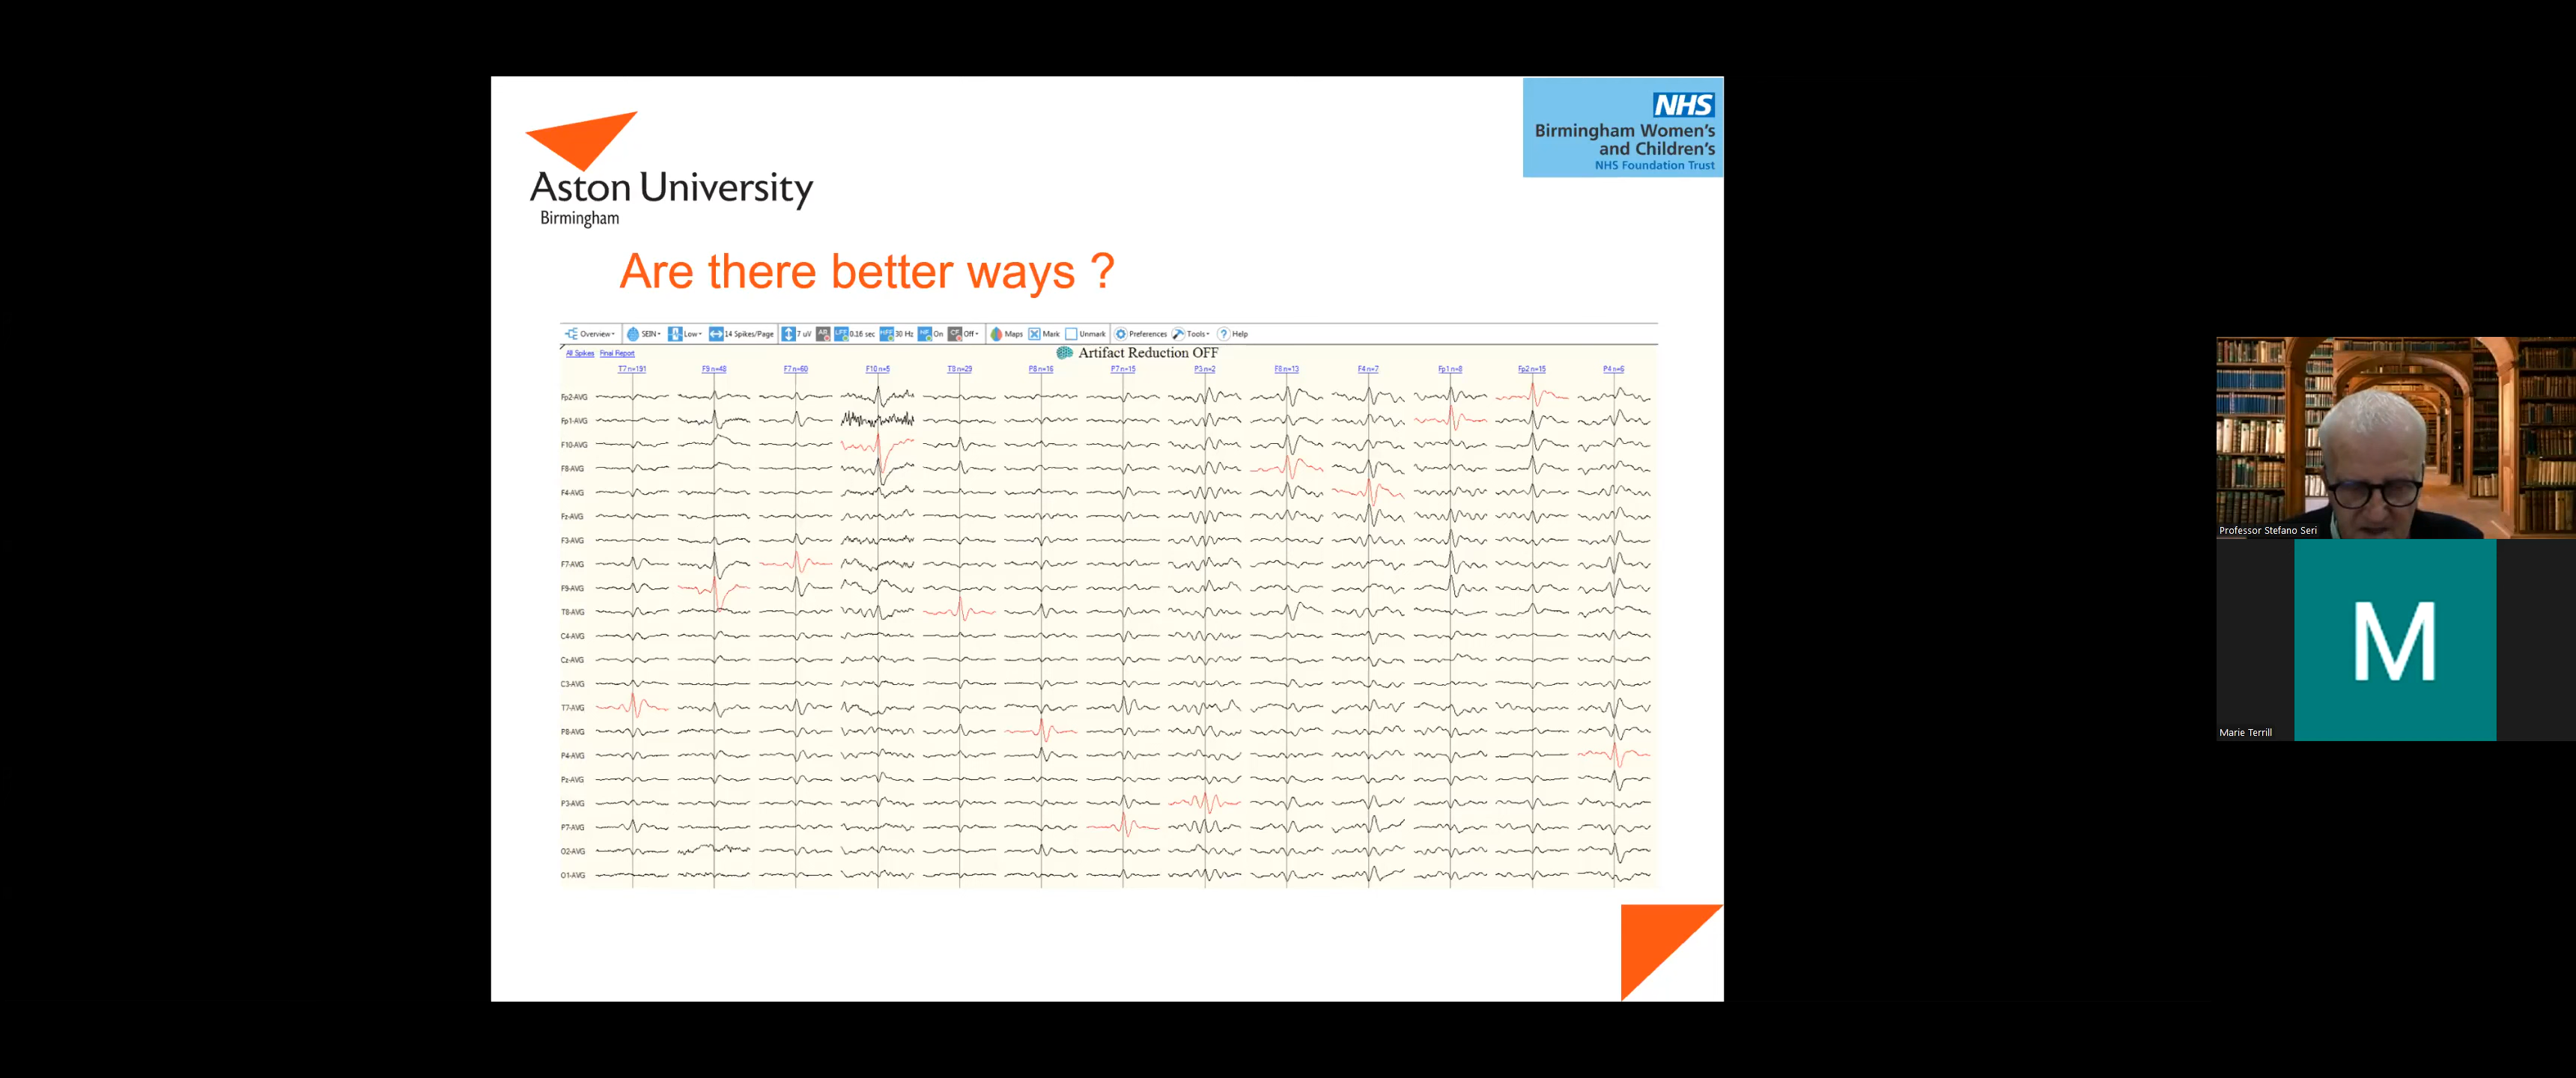 NHS
Birmingham Women's
and Children's
NHS Foundation Trust
Aston University
Birmingham
Are there better ways ?
Overview SEIN Low 14 Spikes/Page 7 uV AR LFF 0.16 sec HFF 30 Hz NF On CF Off Maps Mark Unmark Preferences Tools ? Help
All Spikes Final Report
Artifact Reduction OFF
T7 n=191 F9 n=48 F7 n=60 F10 n=5 T8 n=29 P8 n=16 P7 n=15 P3 n=2 F8 n=13 F4 n=7 Fp1 n=8 Fp2 n=15 P4 n=6
Fp2-AVG
Fp1-AVG
F10-AVG
F8-AVG
F4-AVG
Fz-AVG
F3-AVG
F7-AVG
F9-AVG
T8-AVG
C4-AVG
Cz-AVG
C3-AVG
T7-AVG
P8-AVG
P4-AVG
Pz-AVG
P3-AVG
P7-AVG
O2-AVG
O1-AVG
Professor Stefano Seri
M
Marie Terrill